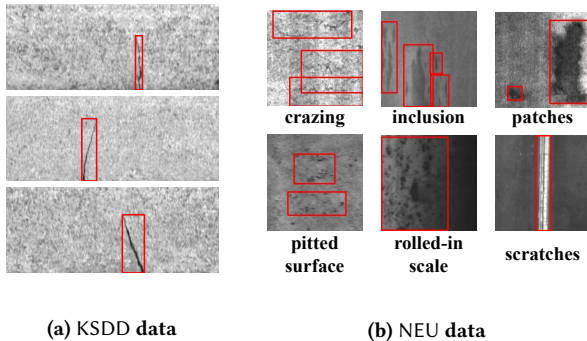 crazing
inclusion
patches
pitted
surface
rolled-in
scale
scratches
(a) KSDD data
(b) NEU data